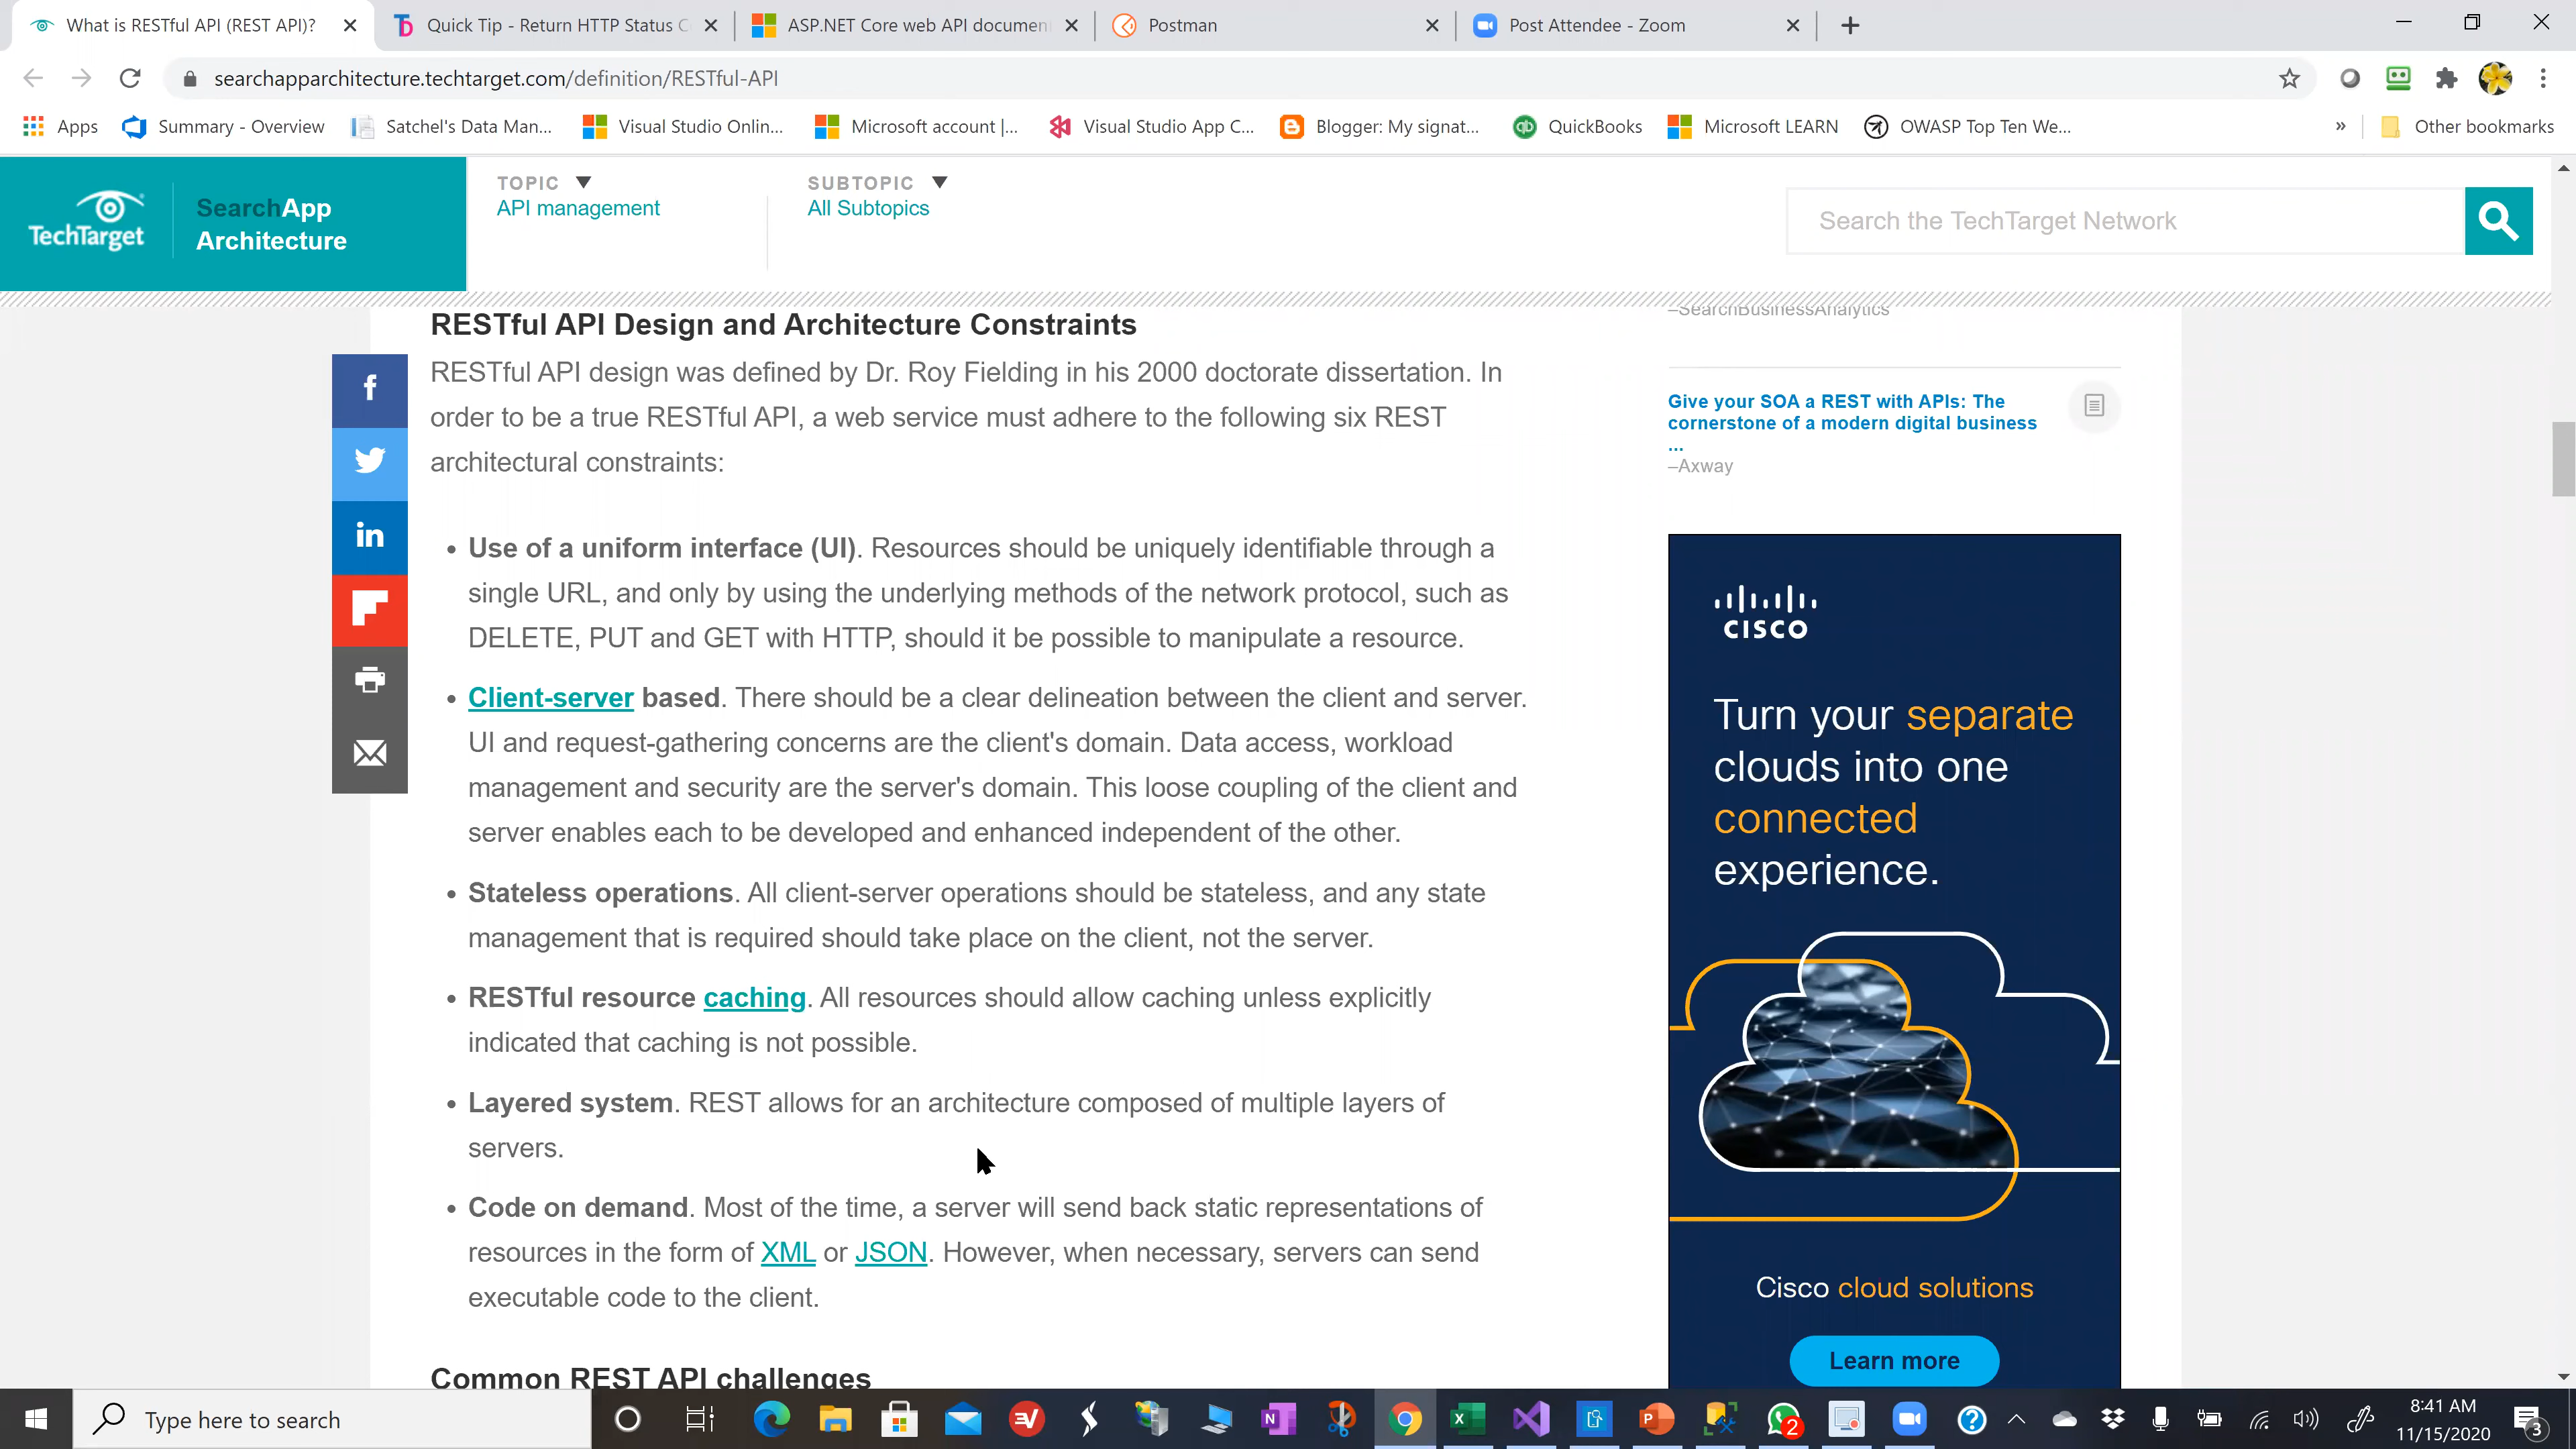 What is RESTful API (REST API)?
Quick Tip - Return HTTP Status C
ASP.NET Core web API documen
Postman
Post Attendee - Zoom
searchapparchitecture.techtarget.com/definition/RESTful-API
Apps
Summary - Overview
Satchel's Data Man...
Visual Studio Onlin...
Microsoft account |...
Visual Studio App C...
Blogger: My signat...
QuickBooks
Microsoft LEARN
OWASP Top Ten We...
»
Other bookmarks
TechTarget
SearchApp
Architecture
TOPIC
API management
SUBTOPIC
All Subtopics
Search the TechTarget Network
RESTful API Design and Architecture Constraints
RESTful API design was defined by Dr. Roy Fielding in his 2000 doctorate dissertation. In
order to be a true RESTful API, a web service must adhere to the following six REST
architectural constraints:
• Use of a uniform interface (UI). Resources should be uniquely identifiable through a
single URL, and only by using the underlying methods of the network protocol, such as
DELETE, PUT and GET with HTTP, should it be possible to manipulate a resource.
• Client-server based. There should be a clear delineation between the client and server.
UI and request-gathering concerns are the client's domain. Data access, workload
management and security are the server's domain. This loose coupling of the client and
server enables each to be developed and enhanced independent of the other.
• Stateless operations. All client-server operations should be stateless, and any state
management that is required should take place on the client, not the server.
• RESTful resource caching. All resources should allow caching unless explicitly
indicated that caching is not possible.
• Layered system. REST allows for an architecture composed of multiple layers of
servers.
• Code on demand. Most of the time, a server will send back static representations of
resources in the form of XML or JSON. However, when necessary, servers can send
executable code to the client.
Common REST API challenges
–SearchBusinessAnalytics
Give your SOA a REST with APIs: The
cornerstone of a modern digital business
...
–Axway
CISCO
Turn your separate
clouds into one
connected
experience.
Cisco cloud solutions
Learn more
Type here to search
2
8:41 AM
11/15/2020
3